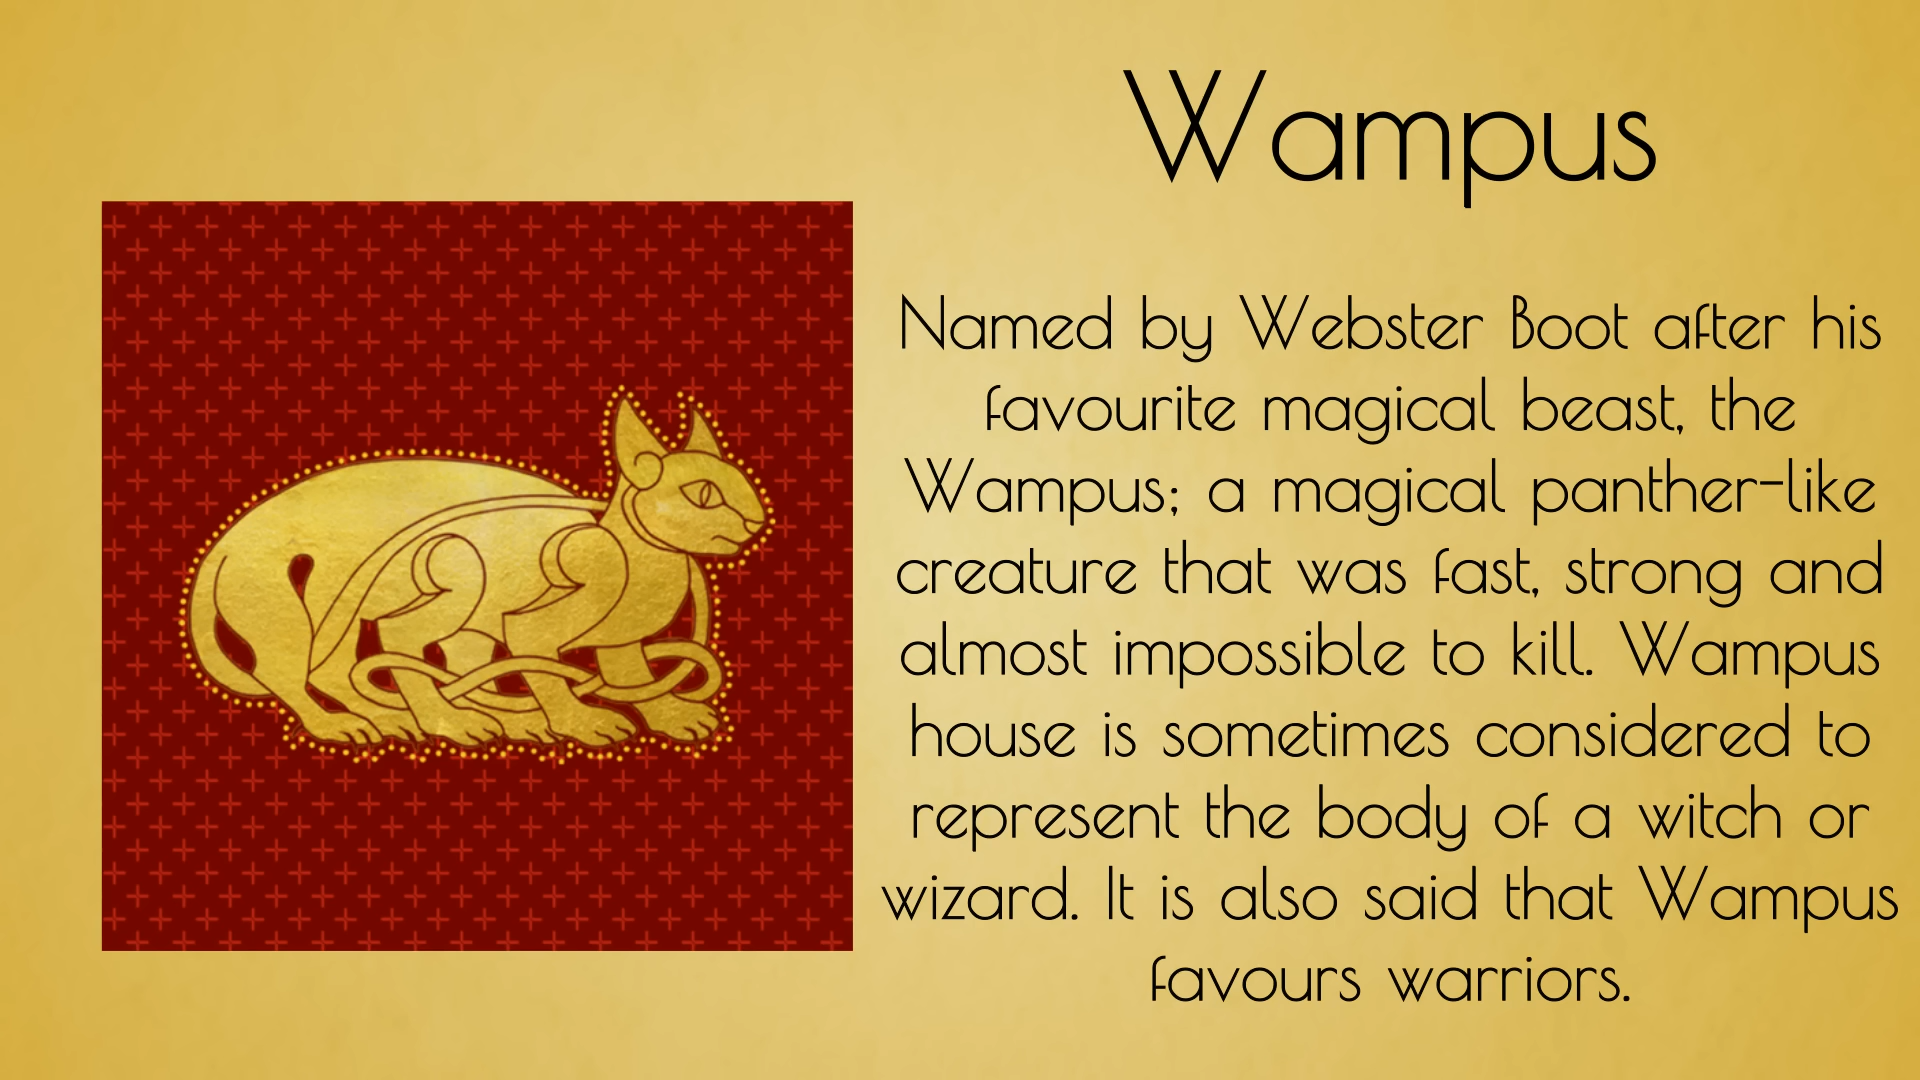 Wampus
Named by Webster Boot after his
favourite magical beast, the
Wampus; a magical panther-like
creature that was fast, strong and
almost impossible to kill. Wampus
house is sometimes considered to
represent the body of a witch or
wizard. It is also said that Wampus
favours warriors.